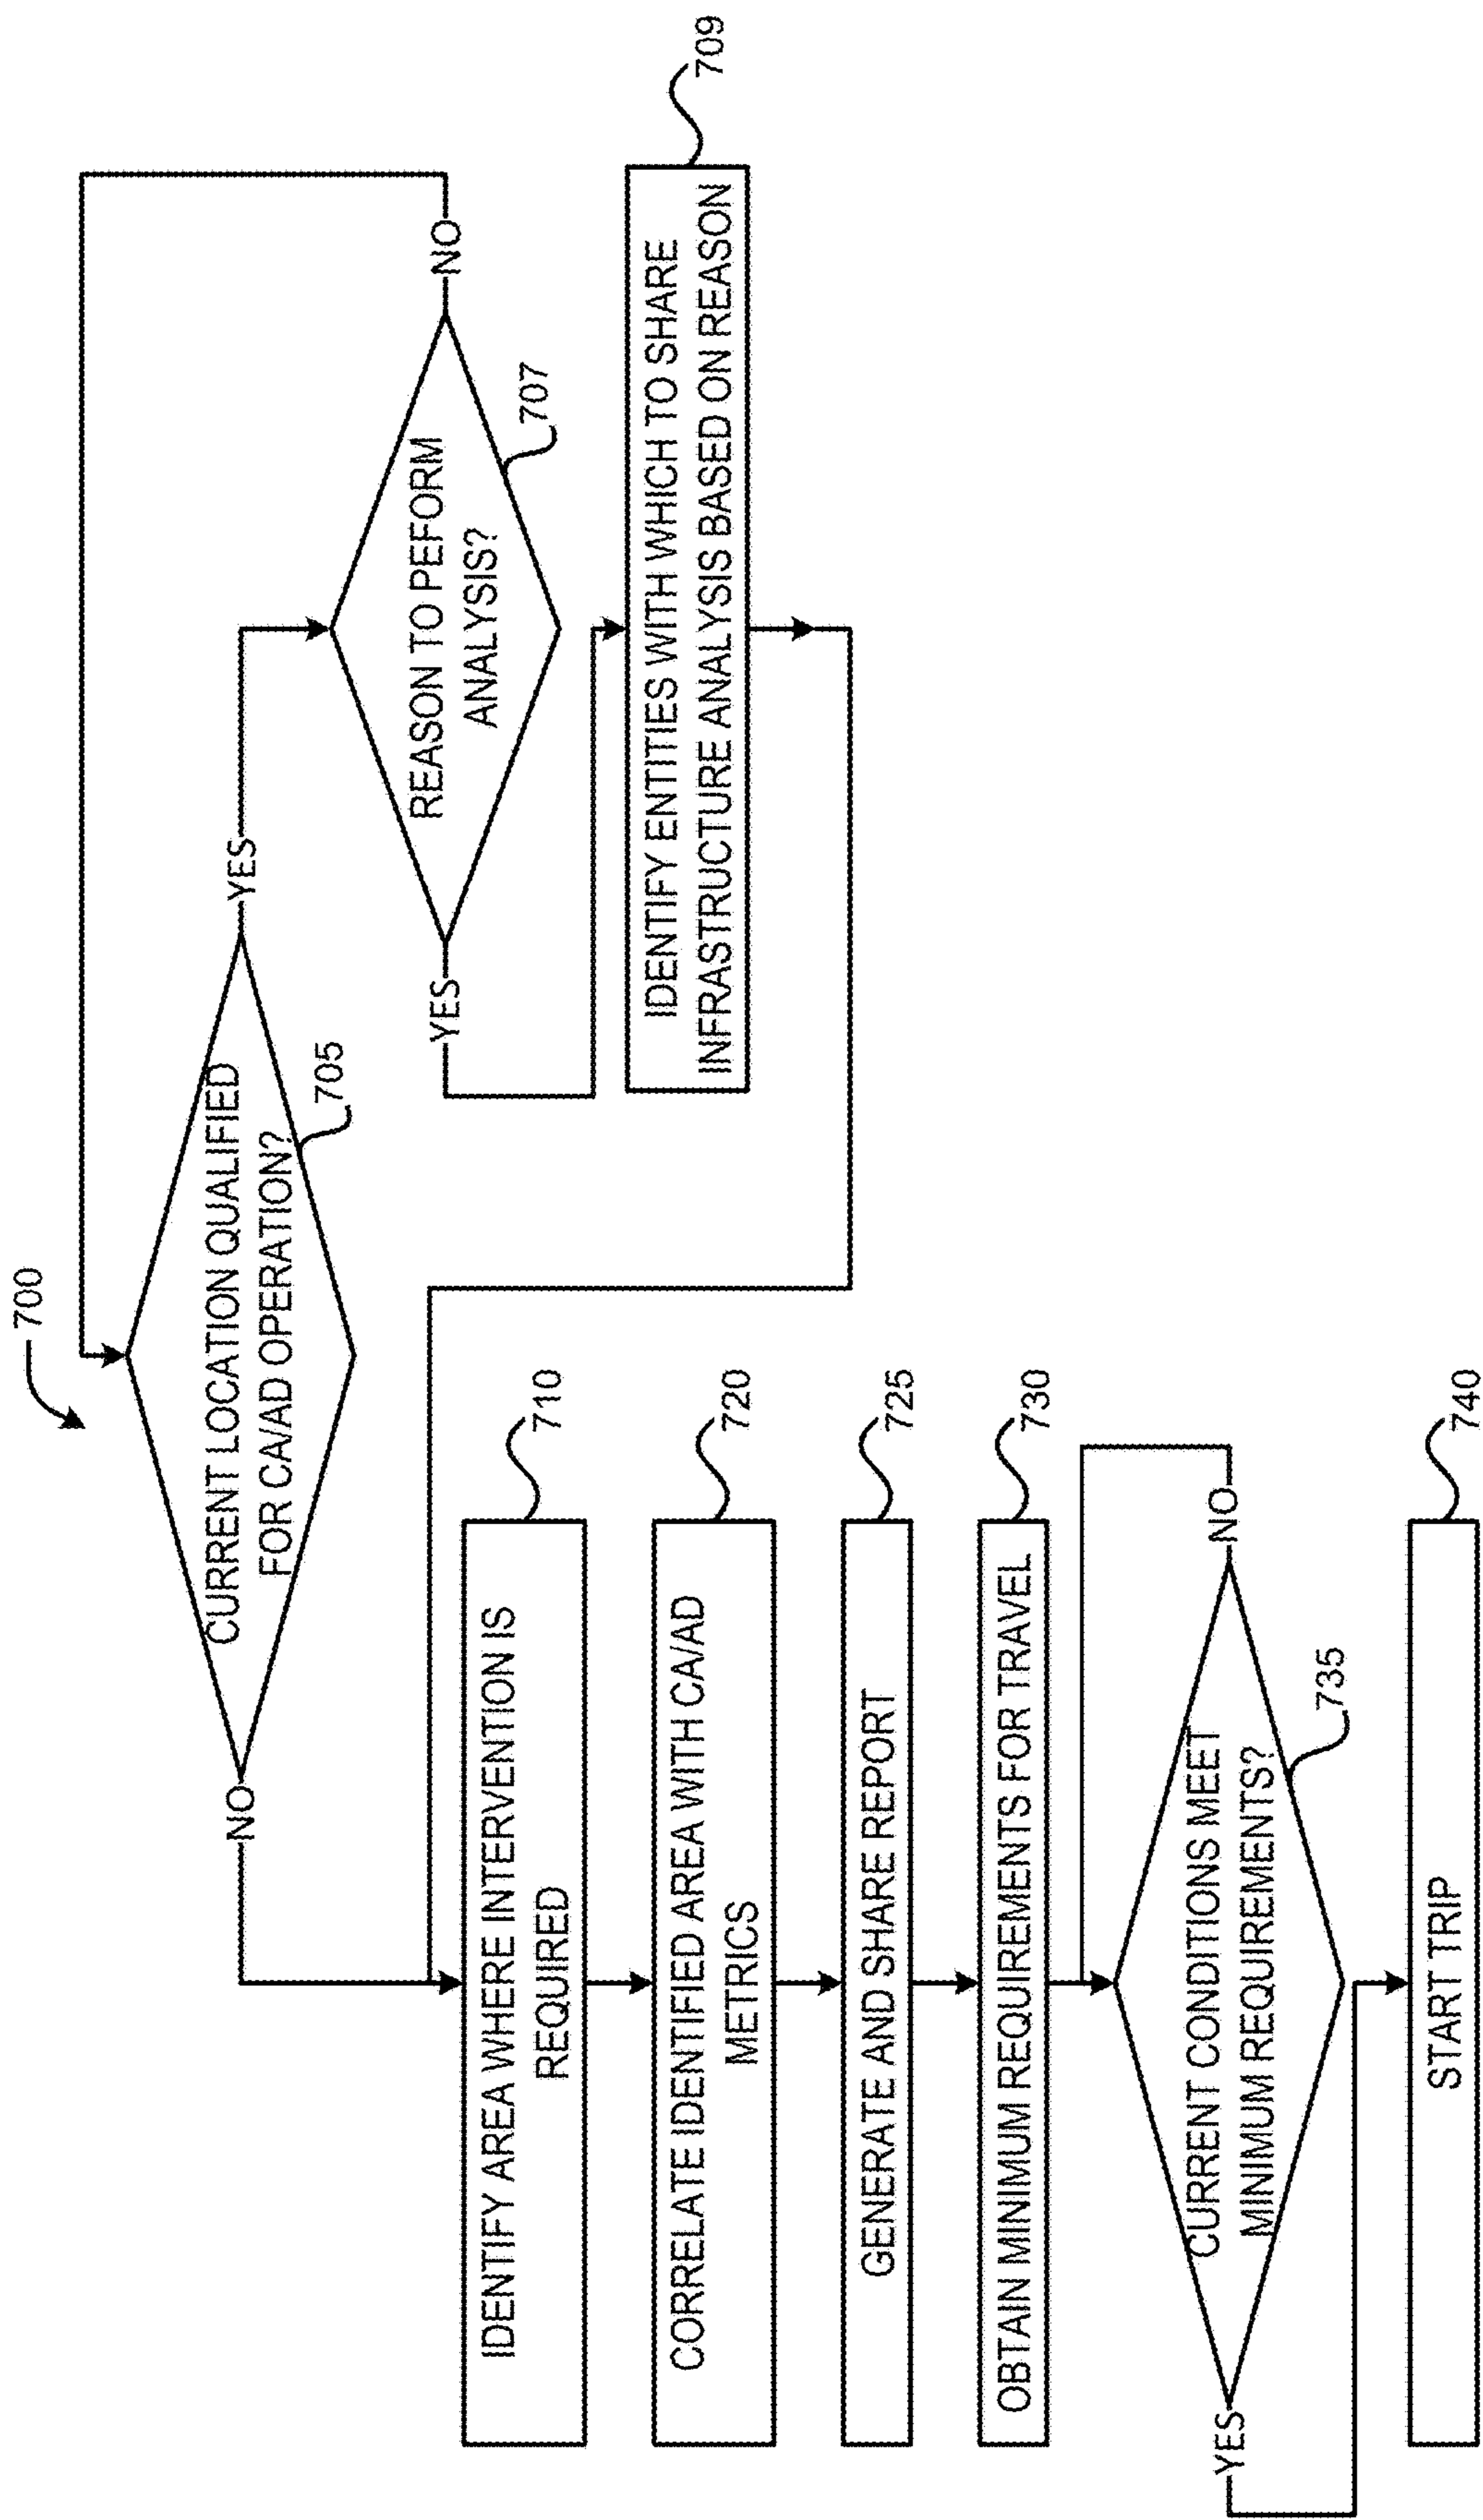 700
CURRENT LOCATION QUALIFIED
FOR CA/AD OPERATION?
705
YES
NO
REASON TO PEFORM
ANALYSIS?
707
NO
YES
IDENTIFY ENTITIES WITH WHICH TO SHARE
INFRASTRUCTURE ANALYSIS BASED ON REASON
709
IDENTIFY AREA WHERE INTERVENTION IS
REQUIRED
710
CORRELATE IDENTIFIED AREA WITH CA/AD
METRICS
720
GENERATE AND SHARE REPORT
725
OBTAIN MINIMUM REQUIREMENTS FOR TRAVEL
730
CURRENT CONDITIONS MEET
MINIMUM REQUIREMENTS?
735
NO
YES
START TRIP
740